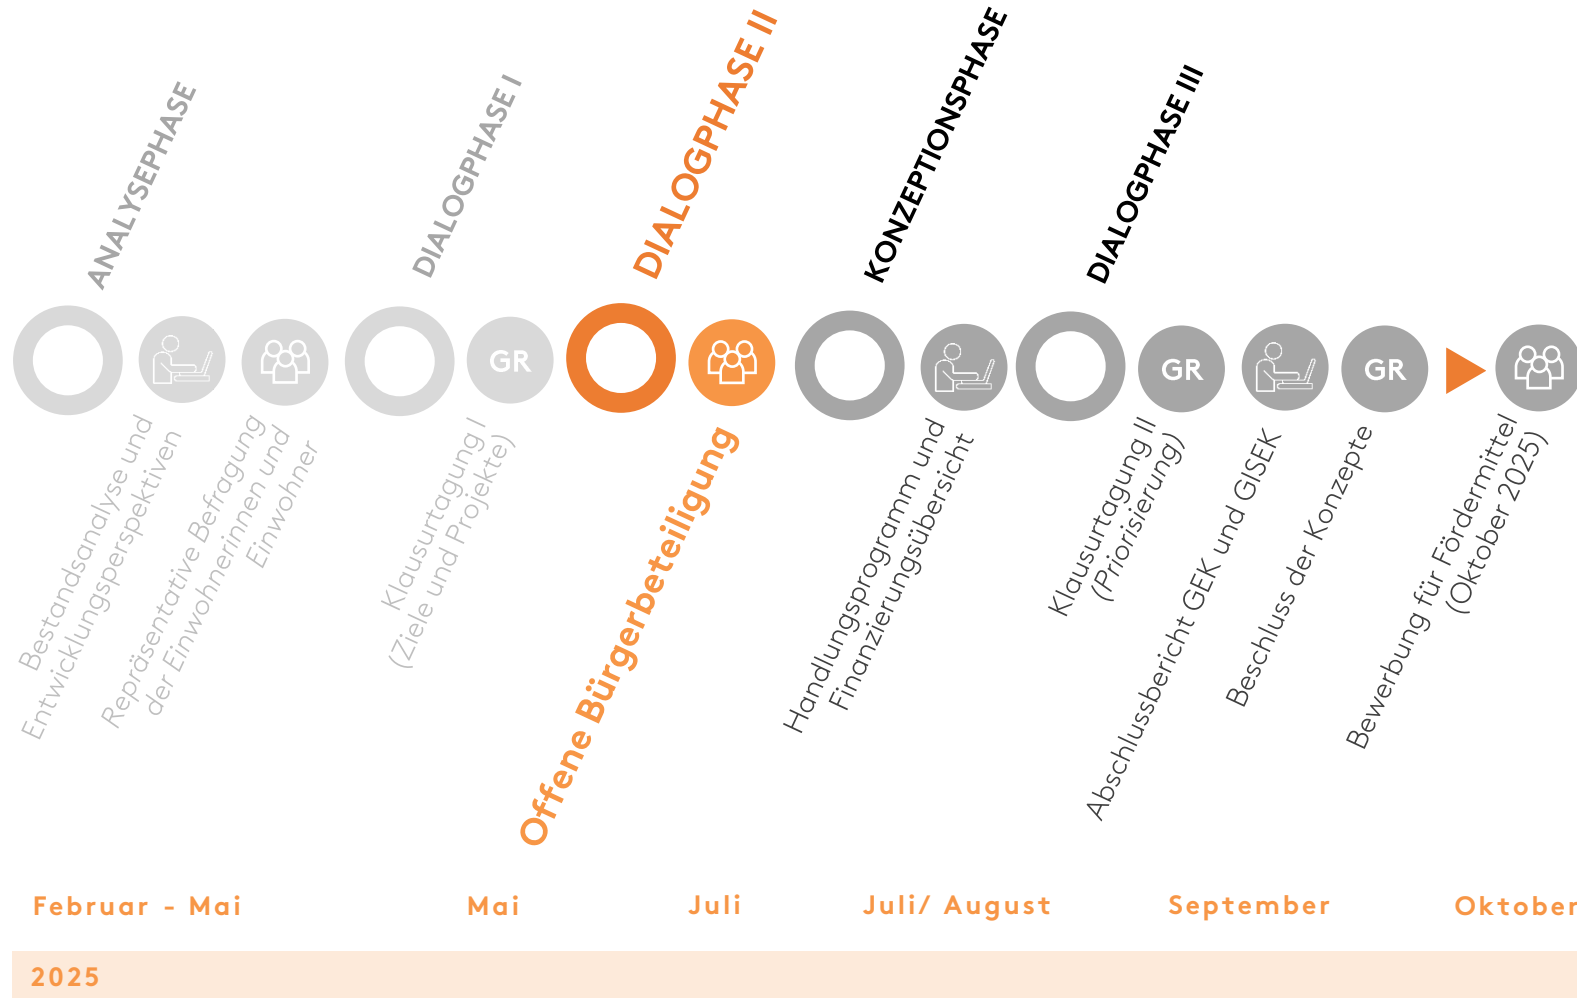 ANALYSEPHASE
DIALOGPHASE I
DIALOGPHASE II
KONZEPTIONSPHASE
DIALOGPHASE III
GR
GR
GR
Bestandsanalyse und
Entwicklungsperspektiven
Repräsentative Befragung
der Einwohnerinnen und
Einwohner
Klausurtagung I
(Ziele und Projekte)
Offene Bürgerbeteiligung
Handlungsprogramm und
Finanzierungsübersicht
Klausurtagung II
(Priorisierung)
Abschlussbericht GEK und GISEK
Beschluss der Konzepte
Bewerbung für Fördermittel
(Oktober 2025)
Februar - Mai
Mai
Juli
Juli/ August
September
Oktober
2025